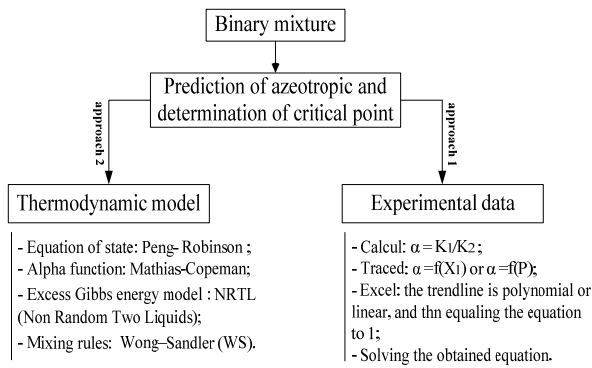 Binary mixture
Prediction of azeotropic and
determination of critical point
approach 2
approach 1
Thermodynamic model
- Equation of state: Peng- Robinson ;
- Alpha function: Mathias-Copeman;
- Excess Gibbs energy model : NRTL
(Non Random Two Liquids);
- Mixing rules: Wong–Sandler (WS).
Experimental data
- Calcul: α = K1/K2;
- Traced: α =f(X1) or α =f(P);
- Excel: the trendline is polynomial or
linear, and thn equaling the equation
to 1;
- Solving the obtained equation.